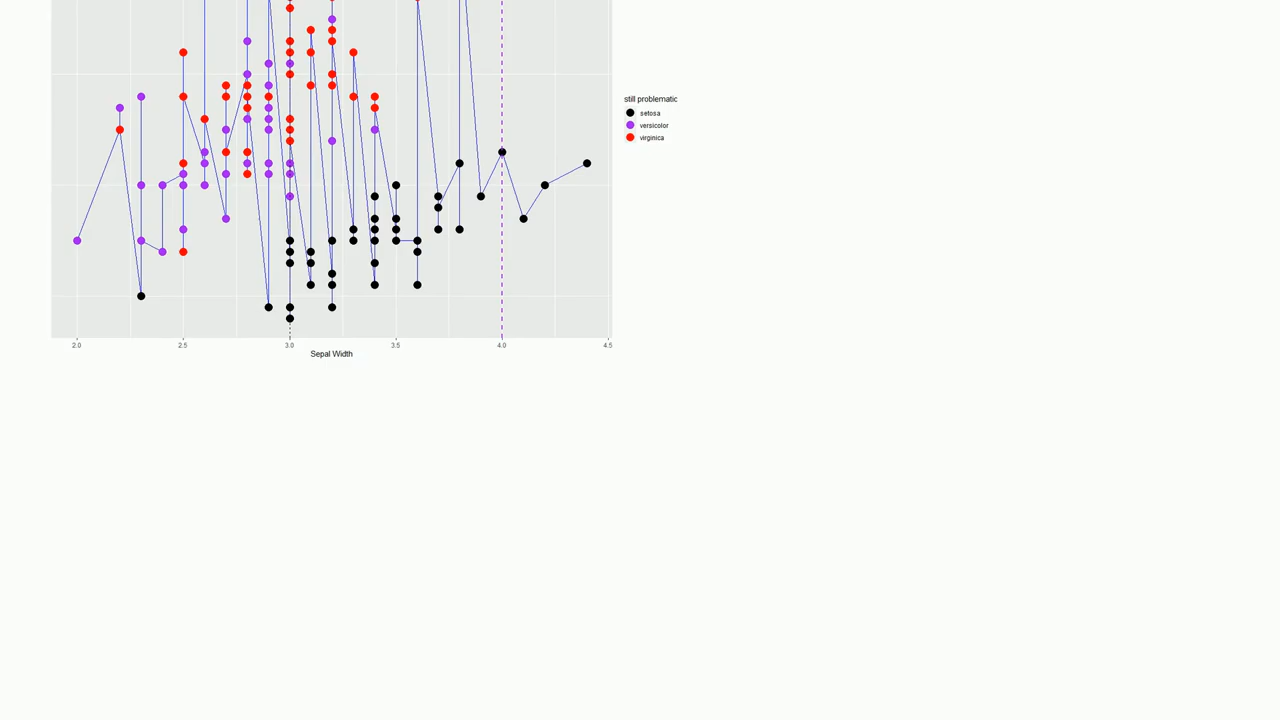 still problematic
setosa
versicolor
virginica
2.0 2.5 3.0 3.5 4.0 4.5
Sepal Width